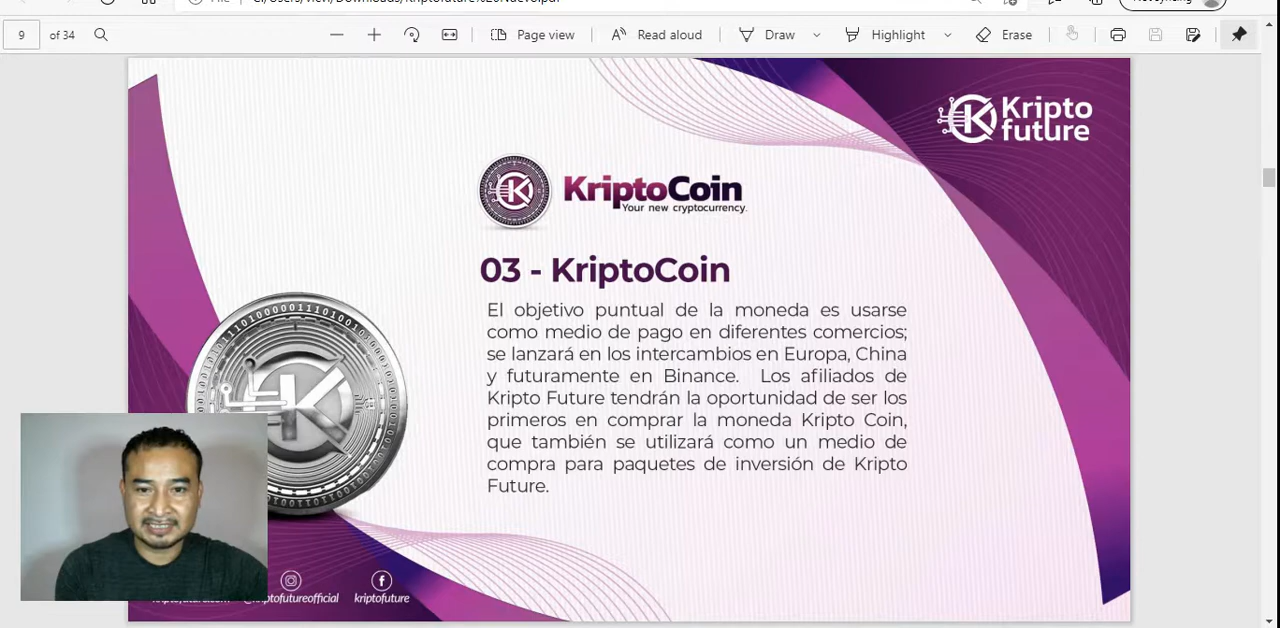 9 of 34
Page view
Read aloud
Draw
Highlight
Erase
Kripto
future
KriptoCoin
Your new cryptocurrency.
03 - KriptoCoin
El objetivo puntual de la moneda es usarse
como medio de pago en diferentes comercios;
se lanzará en los intercambios en Europa, China
y futuramente en Binance. Los afiliados de
Kripto Future tendrán la oportunidad de ser los
primeros en comprar la moneda Kripto Coin,
que también se utilizará como un medio de
compra para paquetes de inversión de Kripto
Future.
kriptofuture